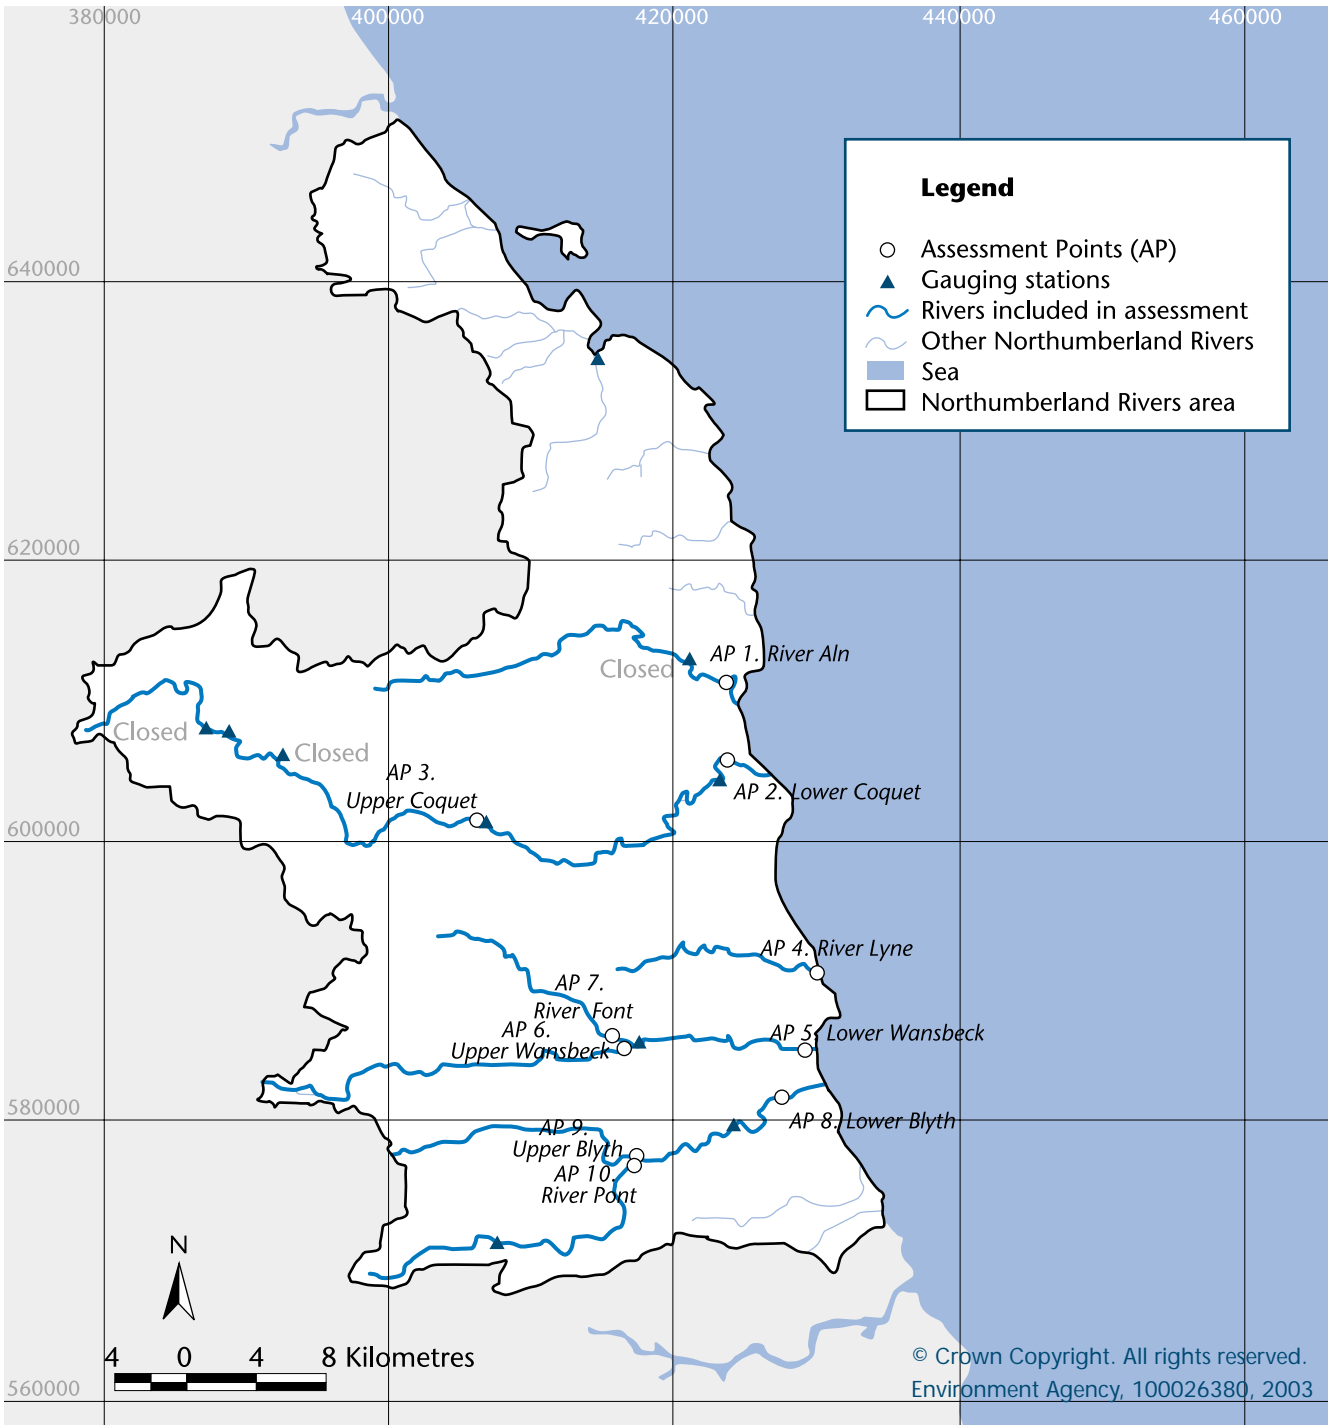 380000
400000
420000
440000
460000
Legend
Assessment Points (AP)
Gauging stations
Rivers included in assessment
Other Northumberland Rivers
Sea
Northumberland Rivers area
640000
620000
AP 1. River Aln
Closed
Closed
Closed
AP 3.
Upper Coquet
AP 2. Lower Coquet
600000
AP 4. River Lyne
AP 7.
River Font
AP 6.
Upper Wansbeck
AP 5. Lower Wansbeck
580000
AP 8. Lower Blyth
AP 9.
Upper Blyth
AP 10.
River Pont
N
4 0 4 8 Kilometres
560000
© Crown Copyright. All rights reserved.
Environment Agency, 100026380, 2003